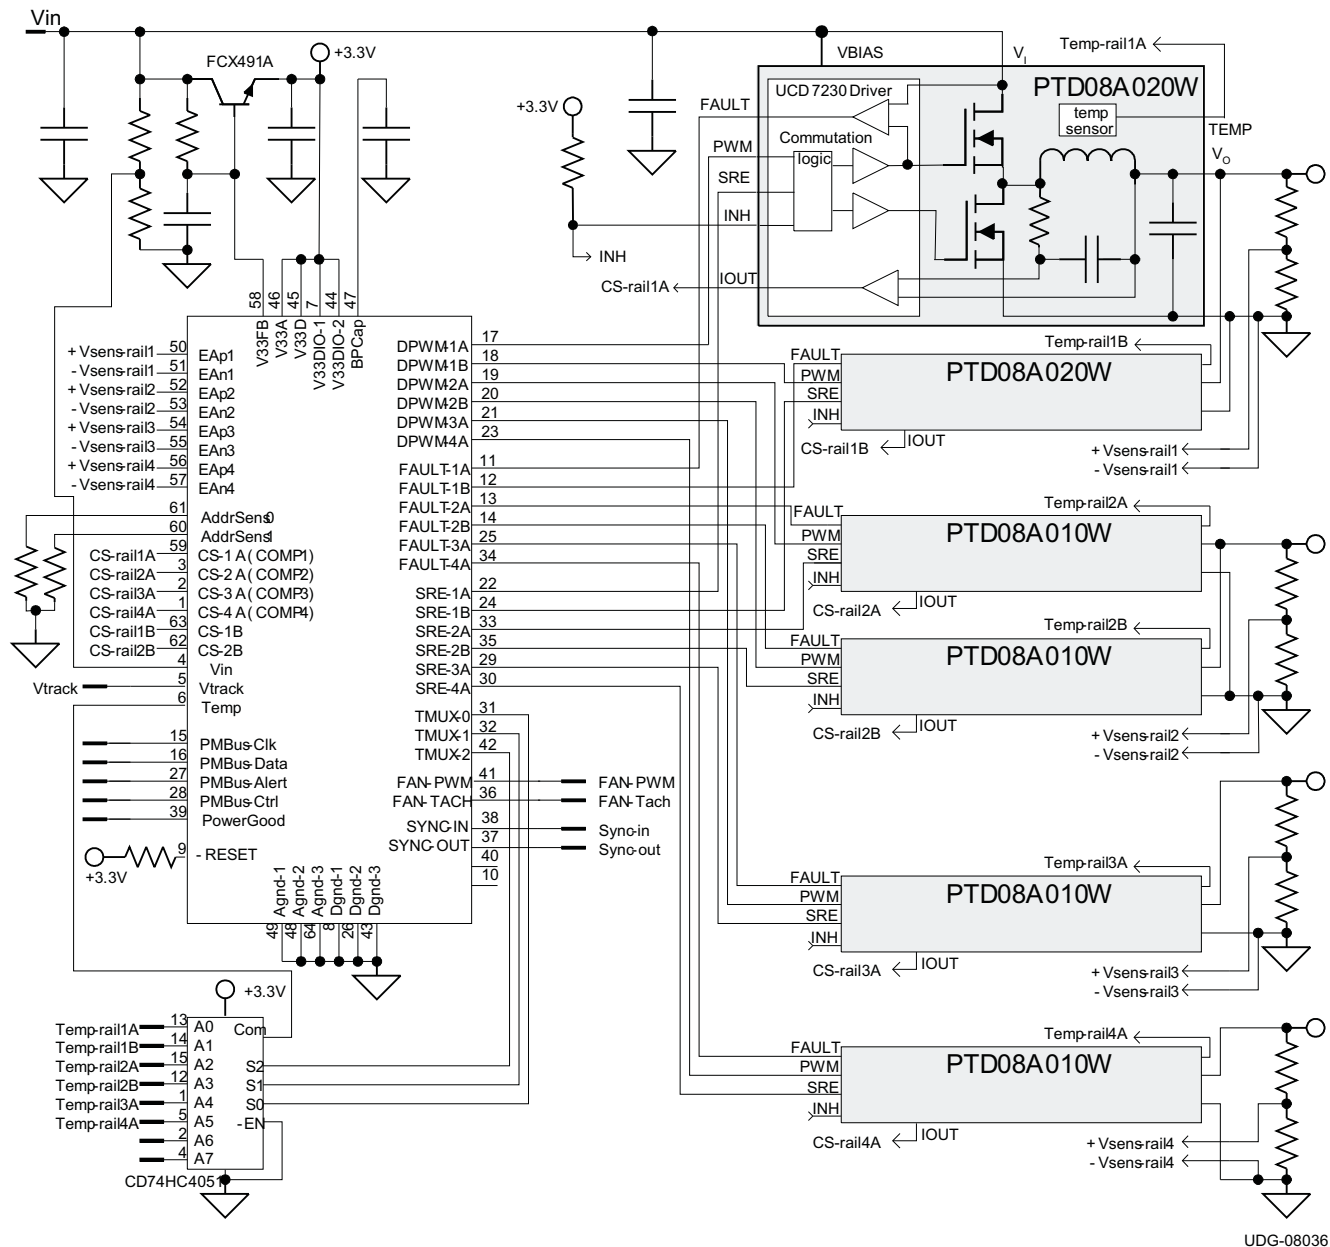 Vin
FCX491A
+3.3V
VBIAS
VI
Temp-rail1A
PTD08A020W
UCD7230 Driver
temp
sensor
TEMP
VO
+3.3V
FAULT
PWM
SRE
INH
IOUT
Commutation
logic
INH
CS-rail1A
58
46
45
7
44
47
V33FB
V33A
V33D
V33DIO-1
V33DIO-2
BPCap
+Vsens-rail1 50 EAp1
-Vsens-rail1 51 EAn1
+Vsens-rail2 52 EAp2
-Vsens-rail2 53 EAn2
+Vsens-rail3 54 EAp3
-Vsens-rail3 55 EAn3
+Vsens-rail4 56 EAp4
-Vsens-rail4 57 EAn4
61 AddrSens0
60 AddrSens1
CS-rail1A 59 CS-1A(COMP1)
CS-rail2A 3 CS-2A(COMP2)
CS-rail3A 2 CS-3A(COMP3)
CS-rail4A 1 CS-4A(COMP4)
CS-rail1B 63 CS-1B
CS-rail2B 62 CS-2B
4 Vin
Vtrack 5 Vtrack
6 Temp
15 PMBus-Clk
16 PMBus-Data
27 PMBus-Alert
28 PMBus-Ctrl
39 PowerGood
+3.3V 9 -RESET
DPWM-1A 17
DPWM-1B 18
DPWM-2A 19
DPWM-2B 20
DPWM-3A 21
DPWM-4A 23
FAULT-1A 11
FAULT-1B 12
FAULT-2A 13
FAULT-2B 14
FAULT-3A 25
FAULT-4A 34
SRE-1A 22
SRE-1B 24
SRE-2A 33
SRE-2B 35
SRE-3A 29
SRE-4A 30
TMUX-0 31
TMUX-1 32
TMUX-2 42
FAN-PWM 41 FAN-PWM
FAN-TACH 36 FAN-Tach
SYNC-IN 38 Sync-in
SYNC-OUT 37 Sync-out
40
10
Agnd-1
Agnd-2
Agnd-3
Dgnd-1
Dgnd-2
Dgnd-3
49
48
64
8
26
43
Temp-rail1B
FAULT
PWM
SRE
INH
PTD08A020W
IOUT
CS-rail1B
+Vsens-rail1
-Vsens-rail1
Temp-rail2A
FAULT
PWM
SRE
INH
PTD08A010W
IOUT
CS-rail2A
Temp-rail2B
FAULT
PWM
SRE
INH
PTD08A010W
IOUT
CS-rail2B
+Vsens-rail2
-Vsens-rail2
Temp-rail3A
FAULT
PWM
SRE
INH
PTD08A010W
IOUT
CS-rail3A
+Vsens-rail3
-Vsens-rail3
Temp-rail4A
FAULT
PWM
SRE
INH
PTD08A010W
IOUT
CS-rail4A
+Vsens-rail4
-Vsens-rail4
+3.3V
Temp-rail1A 13 A0
Temp-rail1B 14 A1
Temp-rail2A 15 A2
Temp-rail2B 12 A3
Temp-rail3A 1 A4
Temp-rail4A 5 A5
2 A6
4 A7
Com
S2
S1
S0
-EN
CD74HC4051
UDG-08036